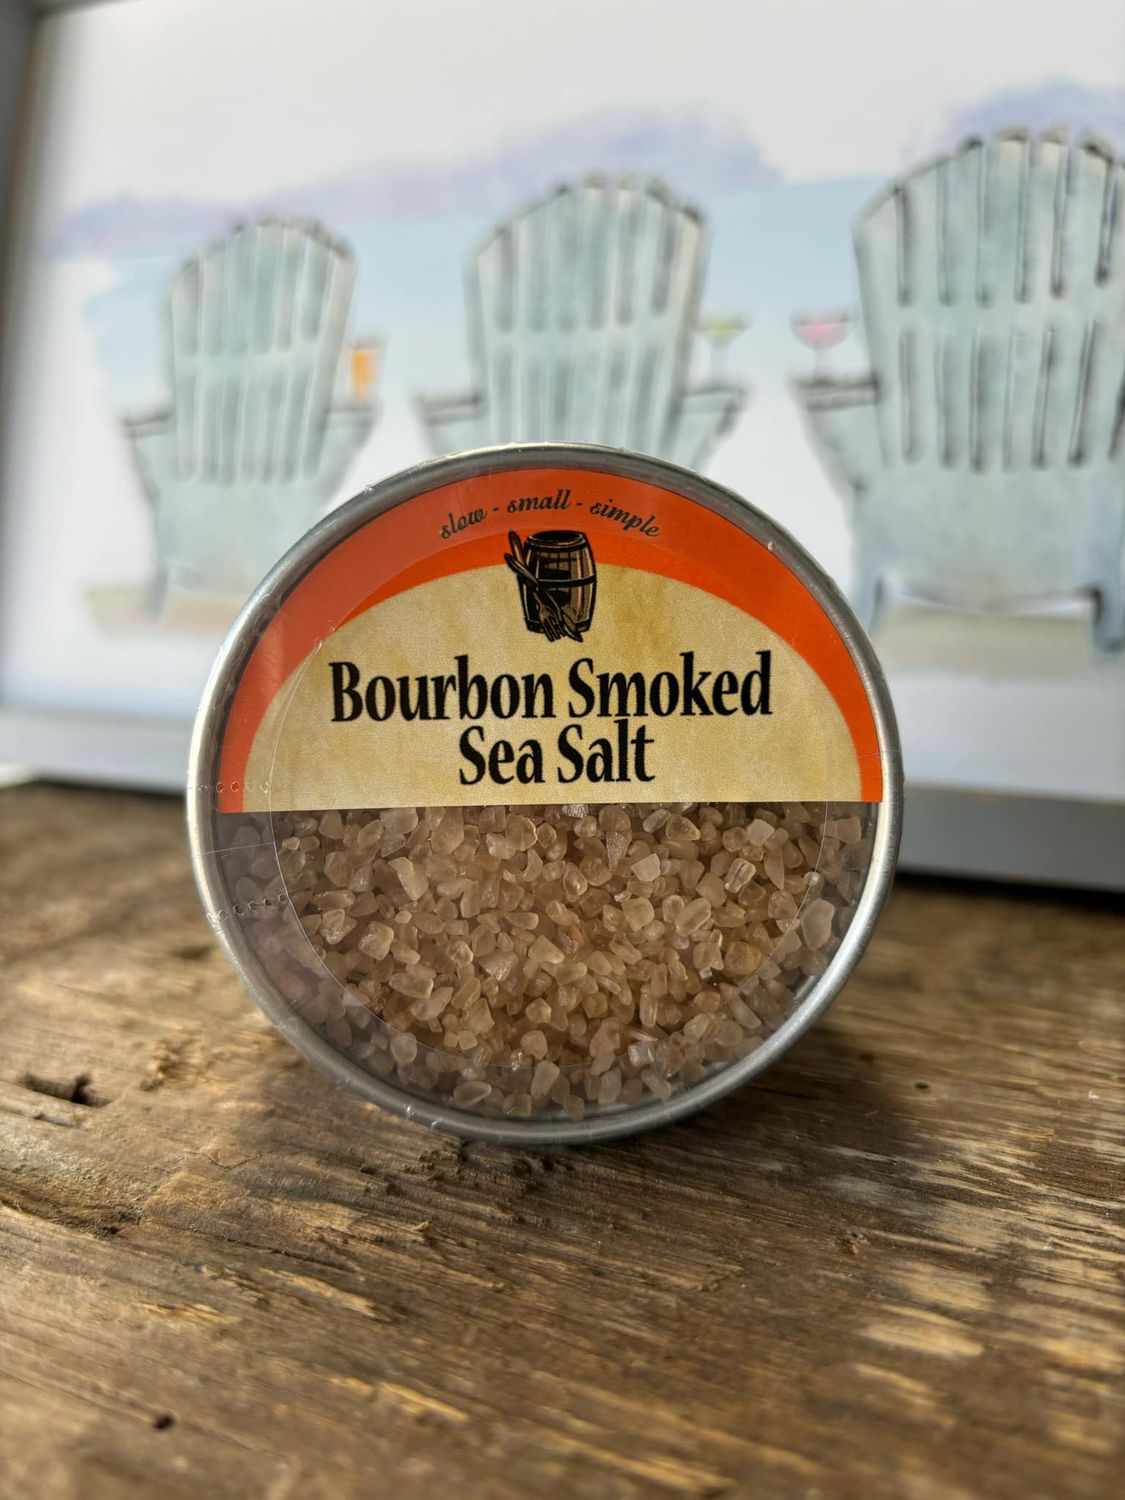 slow - small - simple
Bourbon Smoked
Sea Salt